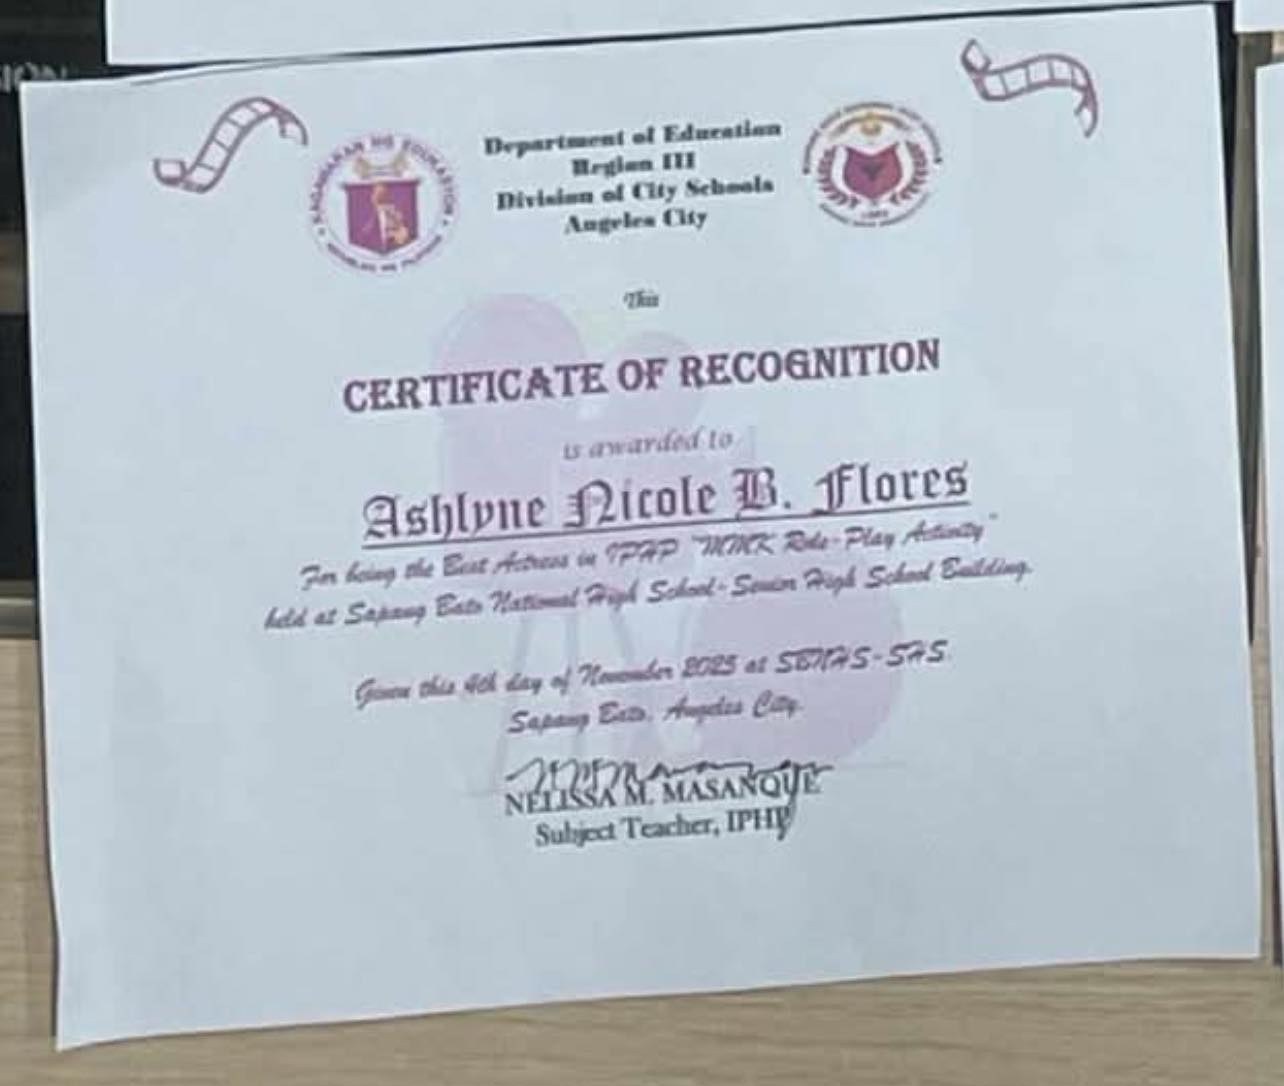 KAGAWARAN NG EDUKASYON
Department of Education
Region III
Division of City Schools
Angeles City
This
CERTIFICATE OF RECOGNITION
is awarded to
Ashlyne Nicole B. Flores
For being the Best Actress in IPHP "MMK Role-Play Activity"
held at Sapang Bato National High School-Senior High School Building.
Given this 4th day of November 2025 at SBNHS-SHS
Sapang Bato, Angeles City.
NELISSA M. MASANQUE
Subject Teacher, IPHP